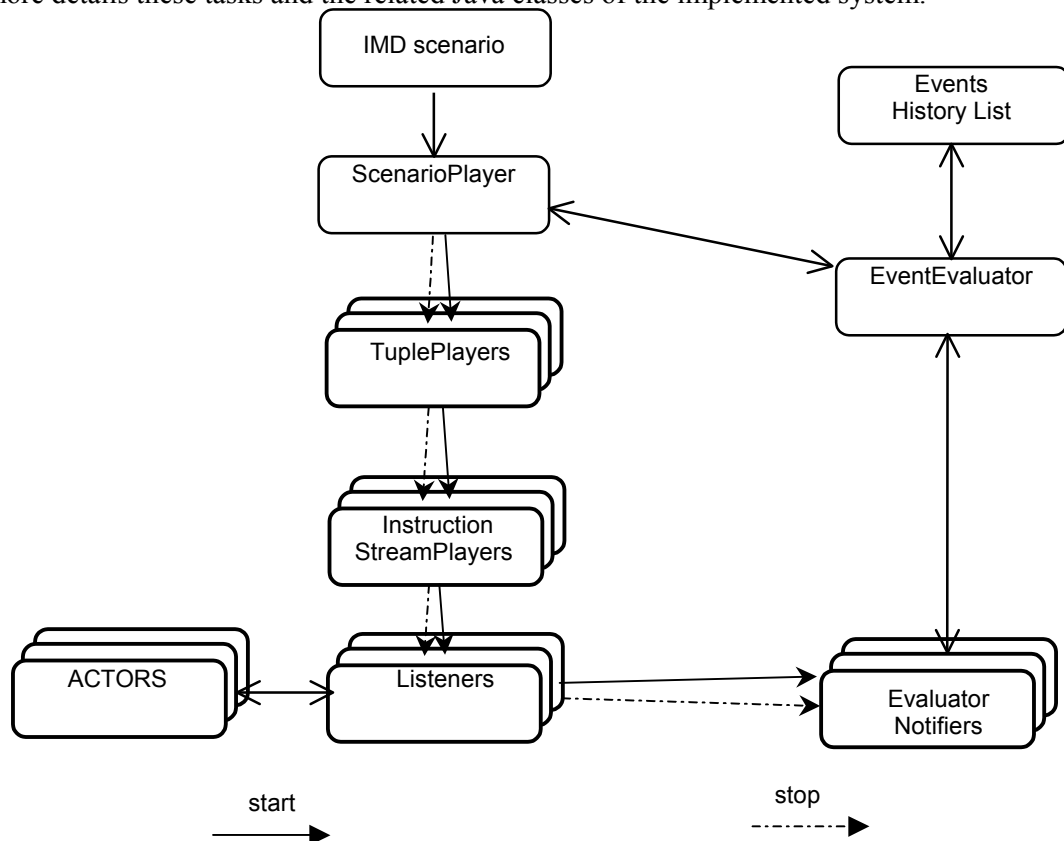 more details these tasks and the related Java classes of the implemented system.
IMD scenario
Events
History List
ScenarioPlayer
EventEvaluator
TuplePlayers
Instruction
StreamPlayers
ACTORS
Listeners
Evaluator
Notifiers
start
stop